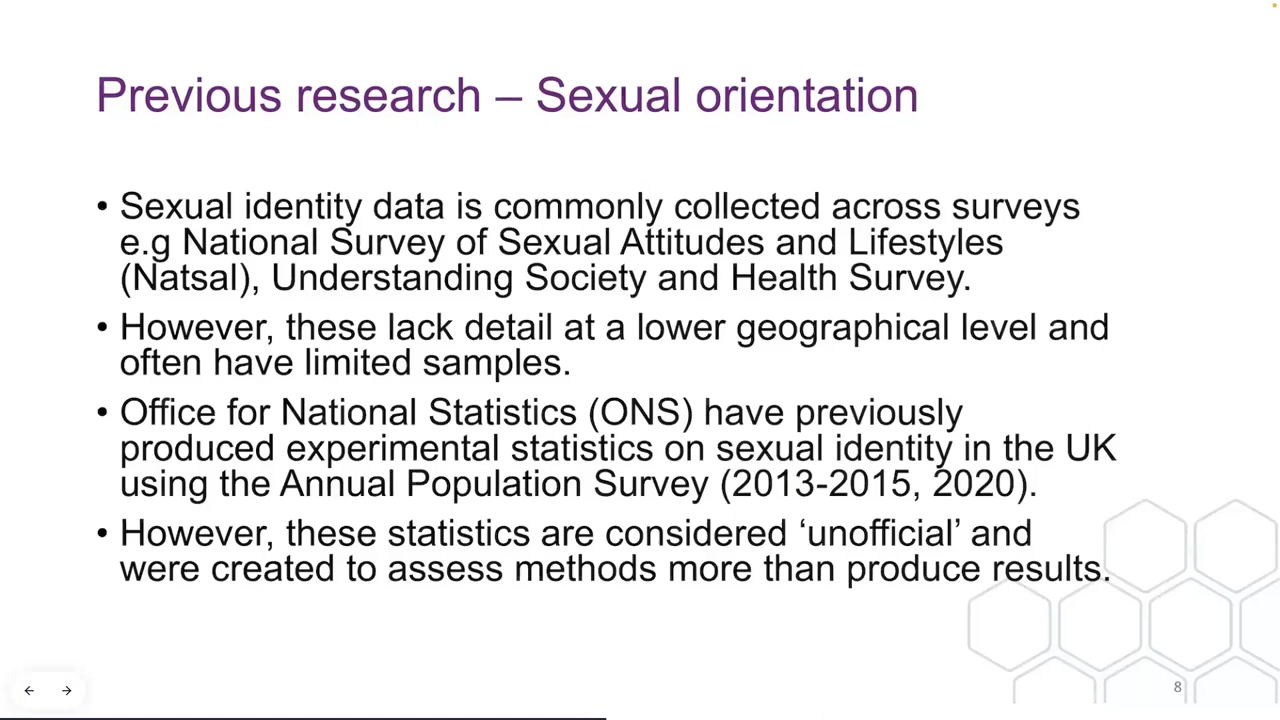 Previous research – Sexual orientation
• Sexual identity data is commonly collected across surveys
e.g National Survey of Sexual Attitudes and Lifestyles
(Natsal), Understanding Society and Health Survey.
• However, these lack detail at a lower geographical level and
often have limited samples.
• Office for National Statistics (ONS) have previously
produced experimental statistics on sexual identity in the UK
using the Annual Population Survey (2013-2015, 2020).
• However, these statistics are considered ‘unofficial’ and
were created to assess methods more than produce results.
8